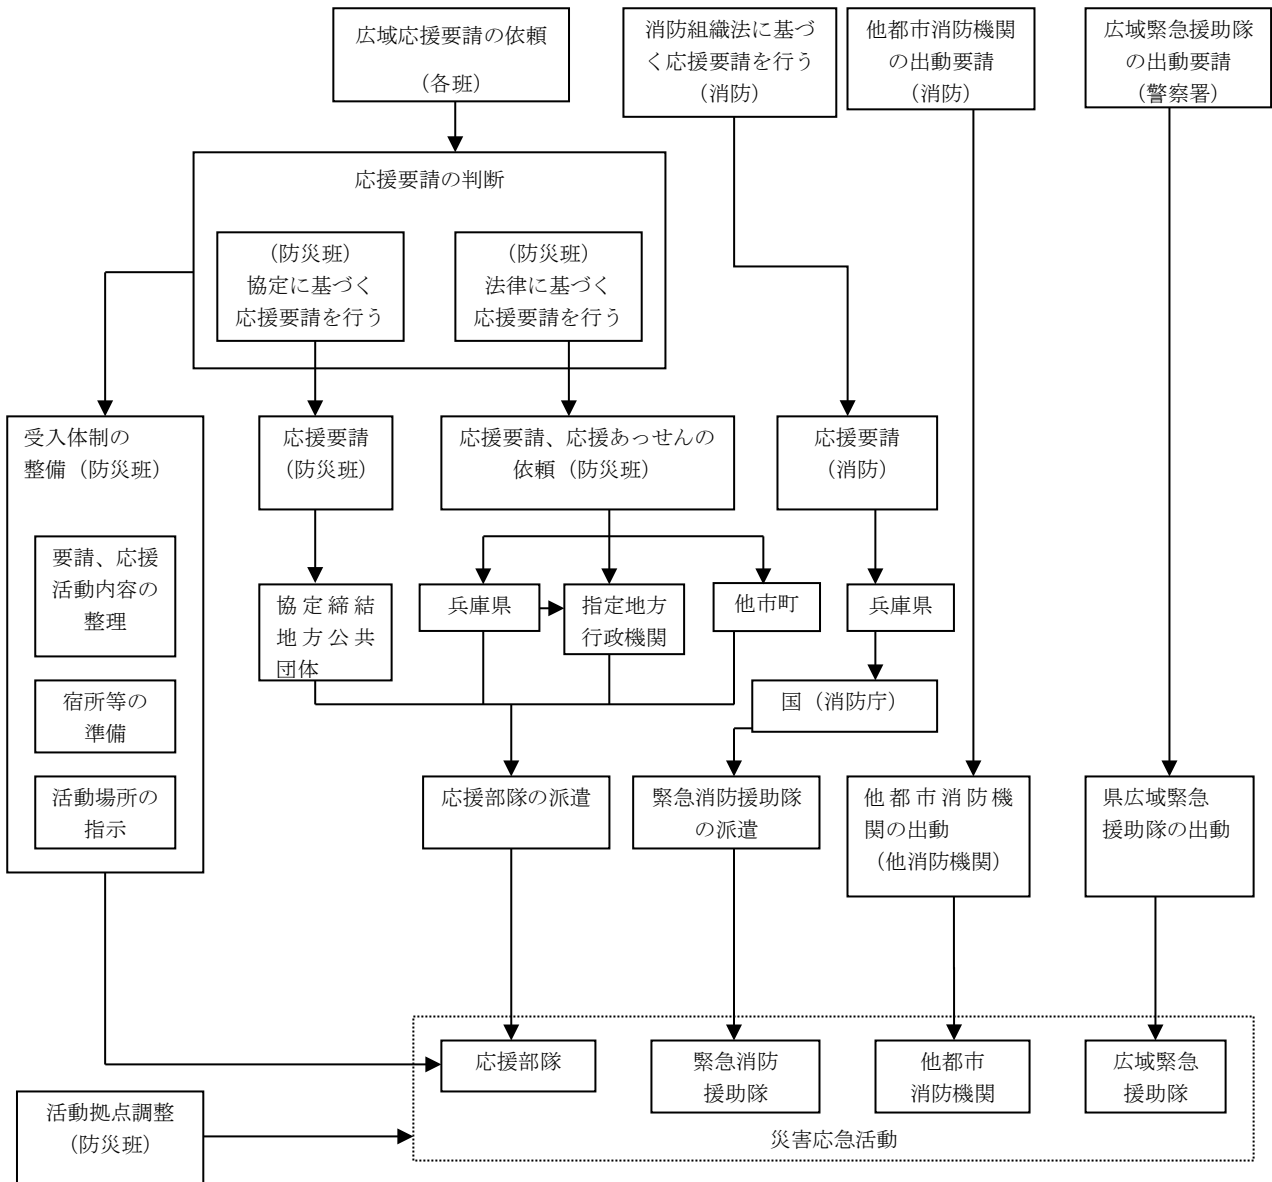 広域応援要請の依頼
（各班）
消防組織法に基づ
く応援要請を行う
（消防）
他都市消防機関
の出動要請
（消防）
広域緊急援助隊
の出動要請
（警察署）
応援要請の判断
（防災班）
協定に基づく
応援要請を行う
（防災班）
法律に基づく
応援要請を行う
受入体制の
整備（防災班）
要請、応援
活動内容の
整理
宿所等の
準備
活動場所の
指示
応援要請
（防災班）
応援要請、応援あっせんの
依頼（防災班）
応援要請
（消防）
協定締結
地方公共
団体
兵庫県
指定地方
行政機関
他市町
兵庫県
国（消防庁）
応援部隊の派遣
緊急消防援助隊
の派遣
他都市消防機
関の出動
（他消防機関）
県広域緊急
援助隊の出動
応援部隊
緊急消防
援助隊
他都市
消防機関
広域緊急
援助隊
災害応急活動
活動拠点調整
（防災班）